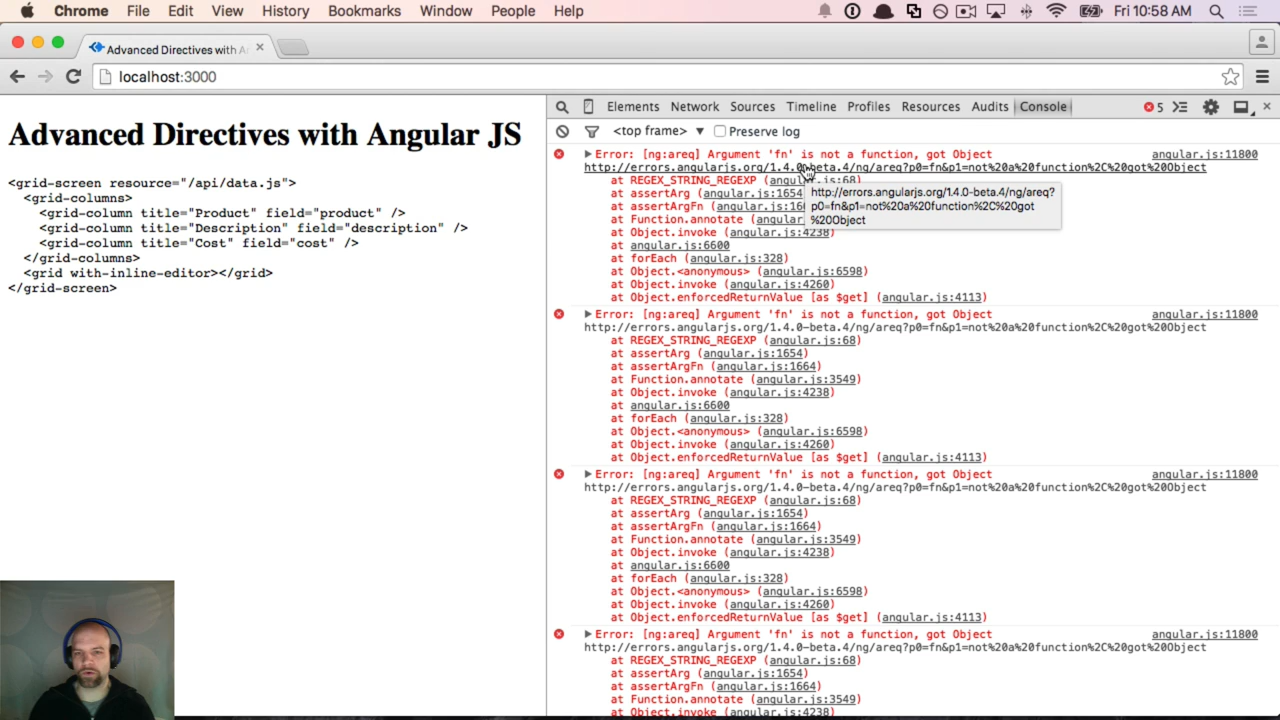 Chrome File Edit View History Bookmarks Window People Help Fri 10:58 AM
Advanced Directives with A
localhost:3000
Elements Network Sources Timeline Profiles Resources Audits Console 5
<top frame> Preserve log
Advanced Directives with Angular JS
<grid-screen resource="/api/data.js">
<grid-columns>
<grid-column title="Product" field="product" />
<grid-column title="Description" field="description" />
<grid-column title="Cost" field="cost" />
</grid-columns>
<grid with-inline-editor></grid>
</grid-screen>
Error: [ng:areq] Argument 'fn' is not a function, got Object angular.js:11800
http://errors.angularjs.org/1.4.0-beta.4/ng/areq?p0=fn&p1=not%20a%20function%2C%20got%20Object
at REGEX_STRING_REGEXP (angular.js:68)
at assertArg (angular.js:1654
at assertArgFn (angular.js:166
at Function.annotate (angular.
at Object.invoke (angular.js:4238)
at angular.js:6600
at forEach (angular.js:328)
at Object.<anonymous> (angular.js:6598)
at Object.invoke (angular.js:4260)
at Object.enforcedReturnValue [as $get] (angular.js:4113)
http://errors.angularjs.org/1.4.0-beta.4/ng/areq?
p0=fn&p1=not%20a%20function%2C%20got
%20Object
Error: [ng:areq] Argument 'fn' is not a function, got Object angular.js:11800
http://errors.angularjs.org/1.4.0-beta.4/ng/areq?p0=fn&p1=not%20a%20function%2C%20got%20Object
at REGEX_STRING_REGEXP (angular.js:68)
at assertArg (angular.js:1654)
at assertArgFn (angular.js:1664)
at Function.annotate (angular.js:3549)
at Object.invoke (angular.js:4238)
at angular.js:6600
at forEach (angular.js:328)
at Object.<anonymous> (angular.js:6598)
at Object.invoke (angular.js:4260)
at Object.enforcedReturnValue [as $get] (angular.js:4113)
Error: [ng:areq] Argument 'fn' is not a function, got Object angular.js:11800
http://errors.angularjs.org/1.4.0-beta.4/ng/areq?p0=fn&p1=not%20a%20function%2C%20got%20Object
at REGEX_STRING_REGEXP (angular.js:68)
at assertArg (angular.js:1654)
at assertArgFn (angular.js:1664)
at Function.annotate (angular.js:3549)
at Object.invoke (angular.js:4238)
at angular.js:6600
at forEach (angular.js:328)
at Object.<anonymous> (angular.js:6598)
at Object.invoke (angular.js:4260)
at Object.enforcedReturnValue [as $get] (angular.js:4113)
Error: [ng:areq] Argument 'fn' is not a function, got Object angular.js:11800
http://errors.angularjs.org/1.4.0-beta.4/ng/areq?p0=fn&p1=not%20a%20function%2C%20got%20Object
at REGEX_STRING_REGEXP (angular.js:68)
at assertArg (angular.js:1654)
at assertArgFn (angular.js:1664)
at Function.annotate (angular.js:3549)
at Object.invoke (angular.js:4238)